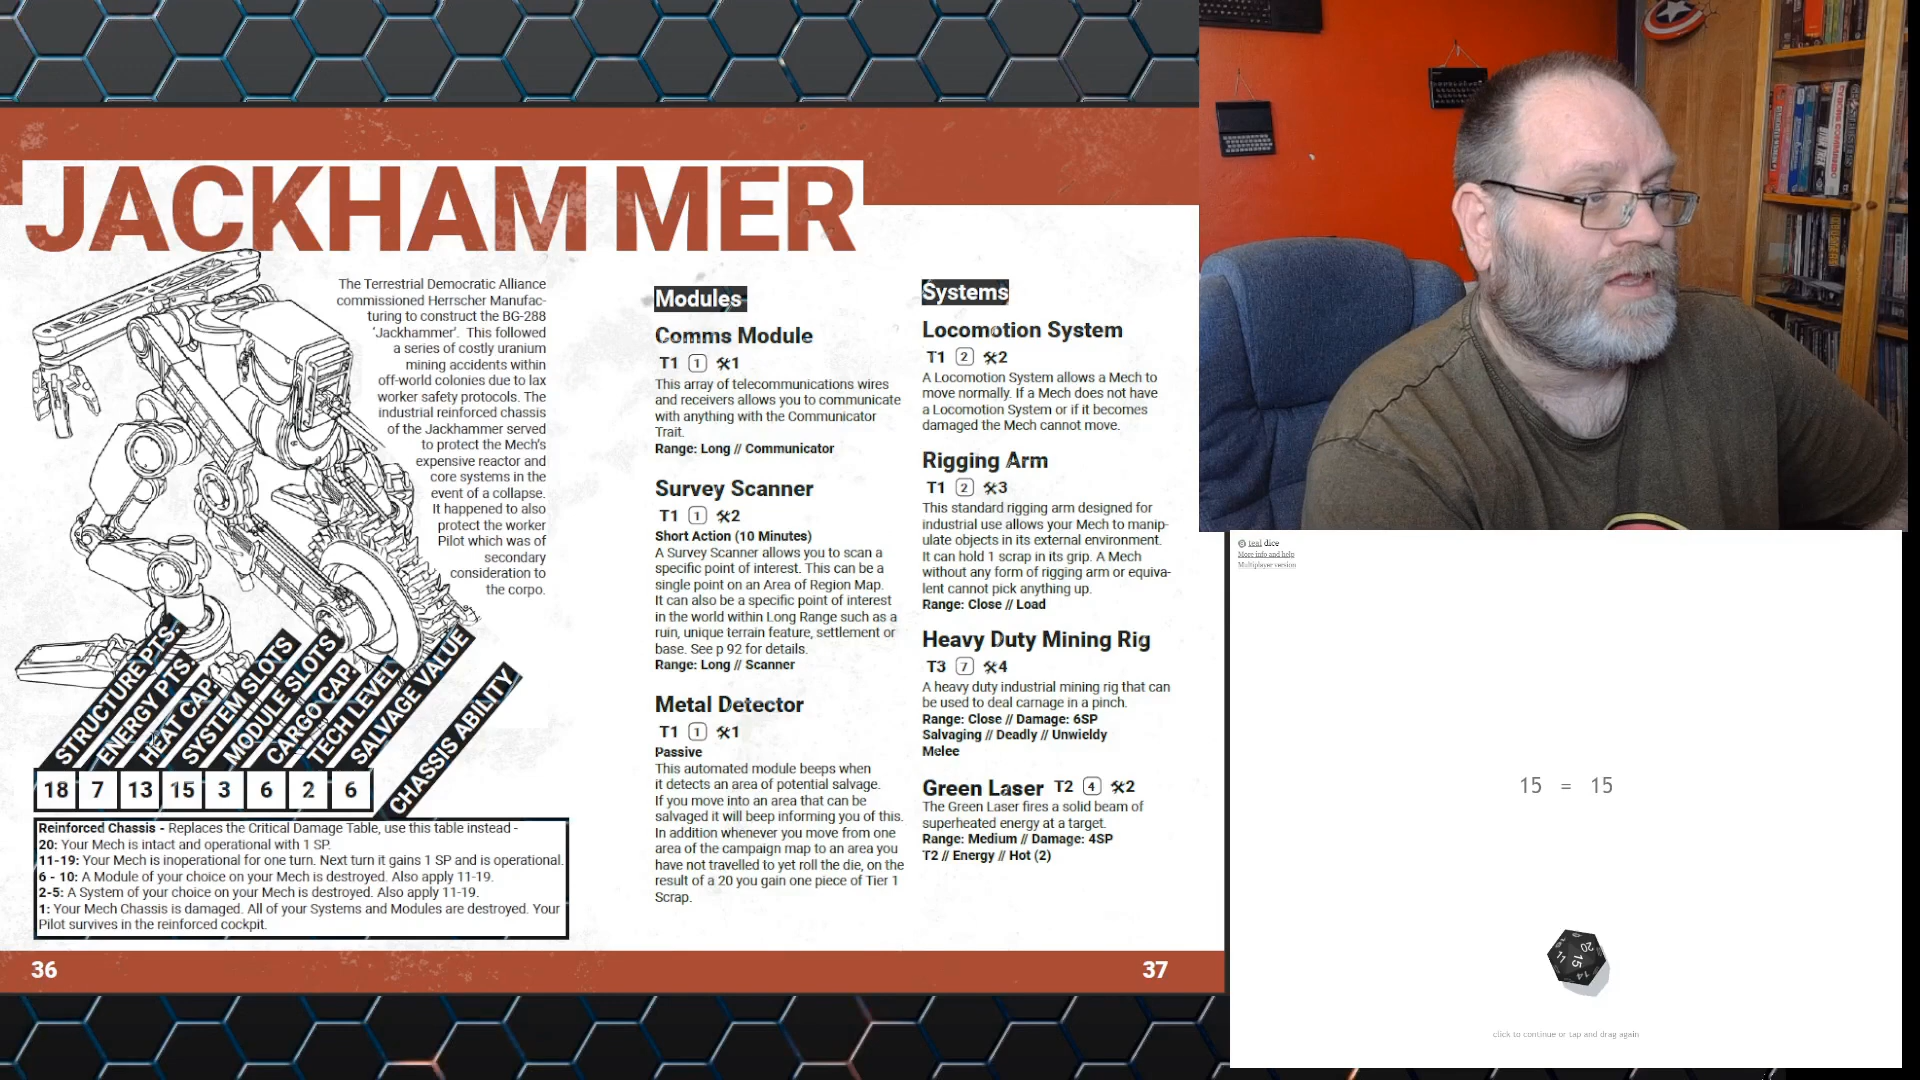 JACKHAM MER
The Terrestrial Democratic Alliance
commissioned Herrscher Manufac-
turing to construct the BG-288
'Jackhammer'. This followed
a series of costly uranium
mining accidents within
off-world colonies due to lax
worker safety protocols. The
industrial reinforced chassis
of the Jackhammer served
to protect the Mech's
expensive reactor and
core systems in the
event of a collapse.
It happened to also
protect the worker
Pilot which was of
secondary
consideration to
the corpo.
STRUCTURE PTS.
ENERGY PTS.
HEAT CAP.
SYSTEM SLOTS
MODULE SLOTS
CARGO CAP.
TECH LEVEL
SALVAGE VALUE
CHASSIS ABILITY
18 7 13 15 3 6 2 6
Reinforced Chassis - Replaces the Critical Damage Table, use this table instead -
20: Your Mech is intact and operational with 1 SP.
11-19: Your Mech is inoperational for one turn. Next turn it gains 1 SP and is operational.
6 - 10: A Module of your choice on your Mech is destroyed. Also apply 11-19.
2-5: A System of your choice on your Mech is destroyed. Also apply 11-19.
1: Your Mech Chassis is damaged. All of your Systems and Modules are destroyed. Your
Pilot survives in the reinforced cockpit.
36
Modules
Comms Module
T1 1 1
This array of telecommunications wires
and receivers allows you to communicate
with anything with the Communicator
Trait.
Range: Long // Communicator
Survey Scanner
T1 1 2
Short Action (10 Minutes)
A Survey Scanner allows you to scan a
specific point of interest. This can be a
single point on an Area of Region Map.
It can also be a specific point of interest
in the world within Long Range such as a
ruin, unique terrain feature, settlement or
base. See p 92 for details.
Range: Long // Scanner
Metal Detector
T1 1 1
Passive
This automated module beeps when
it detects an area of potential salvage.
If you move into an area that can be
salvaged it will beep informing you of this.
In addition whenever you move from one
area of the campaign map to an area you
have not travelled to yet roll the die, on the
result of a 20 you gain one piece of Tier 1
Scrap.
Systems
Locomotion System
T1 2 2
A Locomotion System allows a Mech to
move normally. If a Mech does not have
a Locomotion System or if it becomes
damaged the Mech cannot move.
Rigging Arm
T1 2 3
This standard rigging arm designed for
industrial use allows your Mech to manip-
ulate objects in its external environment.
It can hold 1 scrap in its grip. A Mech
without any form of rigging arm or equiva-
lent cannot pick anything up.
Range: Close // Load
Heavy Duty Mining Rig
T3 7 4
A heavy duty industrial mining rig that can
be used to deal carnage in a pinch.
Range: Close // Damage: 6SP
Salvaging // Deadly // Unwieldy
Melee
Green Laser T2 4 2
The Green Laser fires a solid beam of
superheated energy at a target.
Range: Medium // Damage: 4SP
T2 // Energy // Hot (2)
37
teal dice
More info and help
Multiplayer version
15 = 15
20
11
15
14
click to continue or tap and drag again